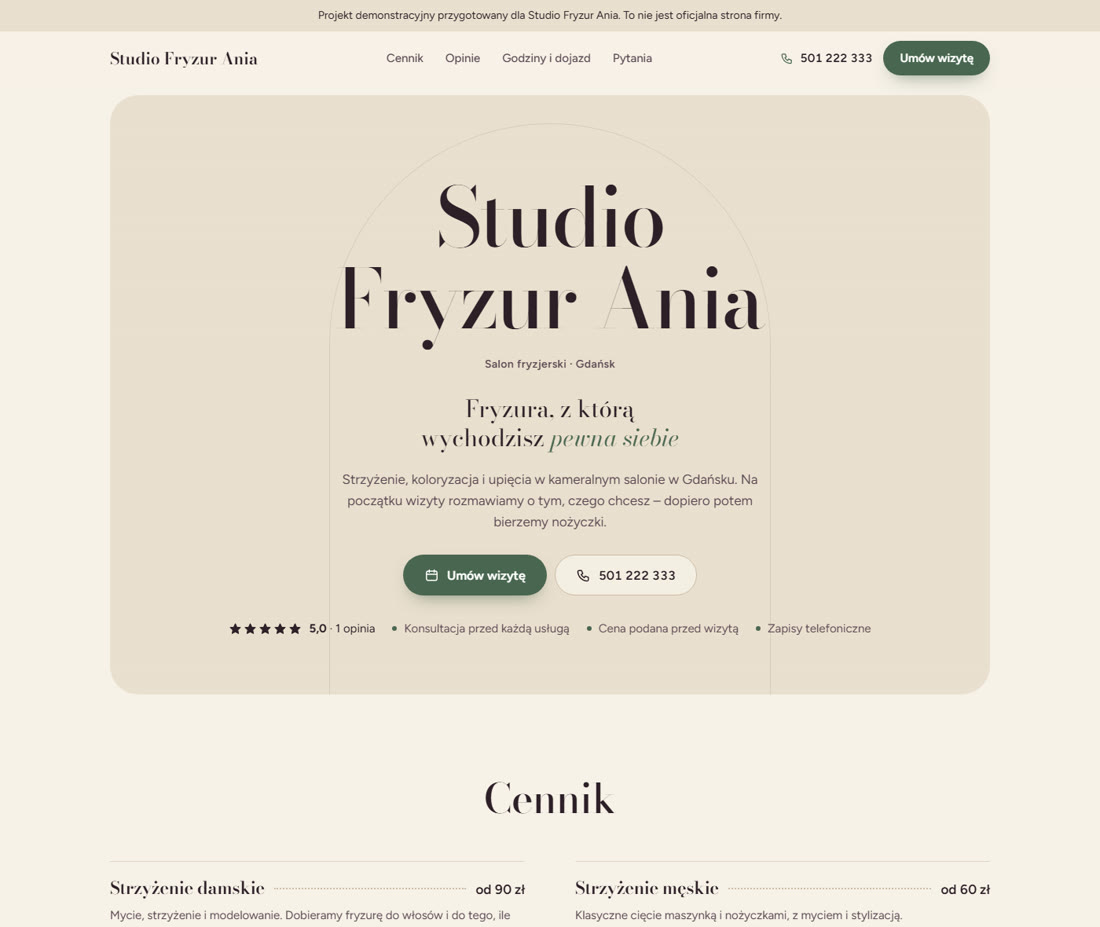 Projekt demonstracyjny przygotowany dla Studio Fryzur Ania. To nie jest oficjalna strona firmy.
Studio Fryzur Ania
Cennik
Opinie
Godziny i dojazd
Pytania
501 222 333
Umów wizytę
Studio
Fryzur Ania
Salon fryzjerski · Gdańsk
Fryzura, z którą
wychodzisz pewna siebie
Strzyżenie, koloryzacja i upięcia w kameralnym salonie w Gdańsku. Na
początku wizyty rozmawiamy o tym, czego chcesz – dopiero potem
bierzemy nożyczki.
Umów wizytę
501 222 333
5,0 · 1 opinia
Konsultacja przed każdą usługą
Cena podana przed wizytą
Zapisy telefoniczne
Cennik
Strzyżenie damskie
od 90 zł
Mycie, strzyżenie i modelowanie. Dobieramy fryzurę do włosów i do tego, ile
Strzyżenie męskie
od 60 zł
Klasyczne cięcie maszynką i nożyczkami, z myciem i stylizacją.